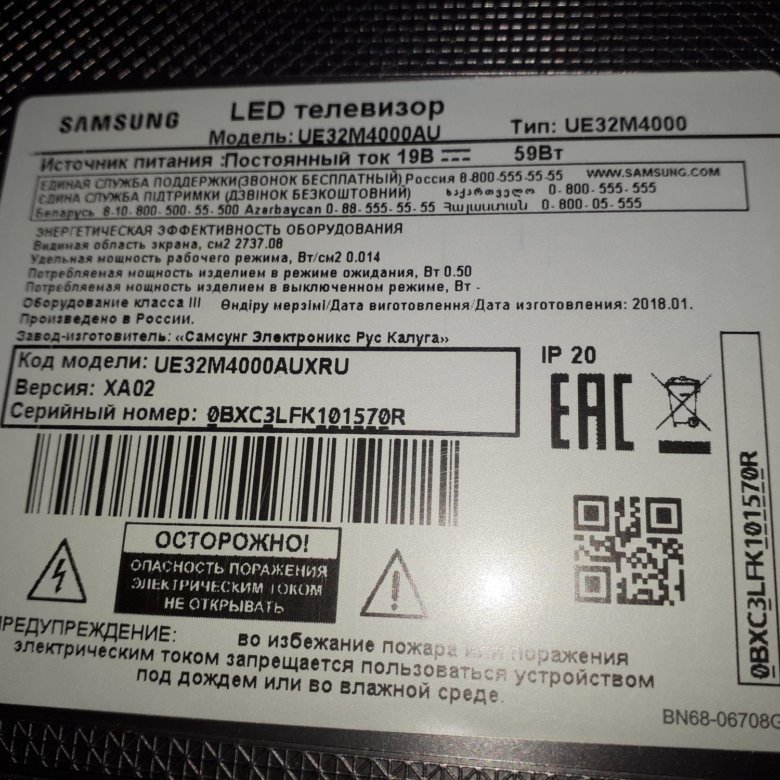 SAMSUNG
LED телевизор
Модель: UE32M4000AU
Тип: UE32M4000
Источник питания :Постоянный ток 19В 59Вт
ЕДИНАЯ СЛУЖБА ПОДДЕРЖКИ(ЗВОНОК БЕСПЛАТНЫЙ) Россия 8-800-555-55-55 WWW.SAMSUNG.COM
ЄДИНА СЛУЖБА ПІДТРИМКИ (ДЗВІНОК БЕЗКОШТОВНИЙ) საქართველო 0-800-555-555
Беларусь 8-10-800-500-55-500 Azərbaycan 0-88-555-55-55 Հայաստան 0-800-05-555
ЭНЕРГЕТИЧЕСКАЯ ЭФФЕКТИВНОСТЬ ОБОРУДОВАНИЯ
Видимая область экрана, см2 2737.08
Удельная мощность рабочего режима, Вт/см2 0.014
Потребляемая мощность изделием в режиме ожидания, Вт 0.50
Потребляемая мощность изделием в выключенном режиме, Вт -
Оборудование класса III Өндіру мерзімі/Дата виготовлення/Дата изготовления: 2018.01.
Произведено в России.
Завод-изготовитель: «Самсунг Электроникс Рус Калуга»
Код модели: UE32M4000AUXRU
Версия: XA02
Серийный номер: 0BXC3LFK101570R
IP 20
EAC
0BXC3LFK101570R
ОСТОРОЖНО!
ОПАСНОСТЬ ПОРАЖЕНИЯ
ЭЛЕКТРИЧЕСКИМ ТОКОМ
НЕ ОТКРЫВАТЬ
РЕДУПРЕЖДЕНИЕ: во избежание пожара или поражения
электрическим током запрещается пользоваться устройством
под дождем или во влажной среде.
BN68-06708G